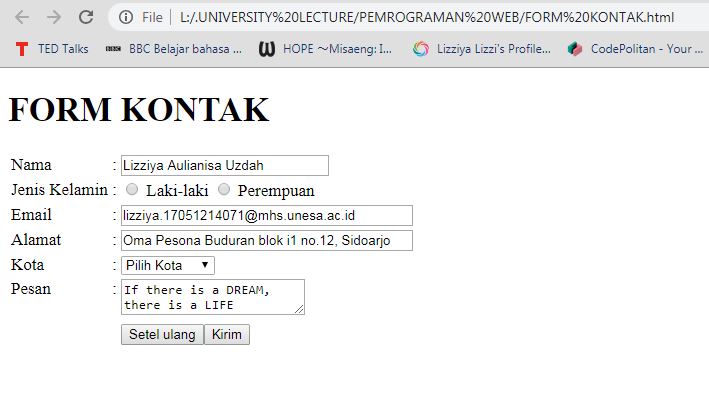 File | L:/.UNIVERSITY%20LECTURE/PEMROGRAMAN%20WEB/FORM%20KONTAK.html
TED Talks BBC Belajar bahasa ... HOPE ～Misaeng: I... Lizziya Lizzi's Profile... CodePolitan - Your ...
FORM KONTAK
Nama : Lizziya Aulianisa Uzdah
Jenis Kelamin : Laki-laki Perempuan
Email : lizziya.17051214071@mhs.unesa.ac.id
Alamat : Oma Pesona Buduran blok i1 no.12, Sidoarjo
Kota : Pilih Kota
Pesan : If there is a DREAM,
there is a LIFE
Setel ulang Kirim